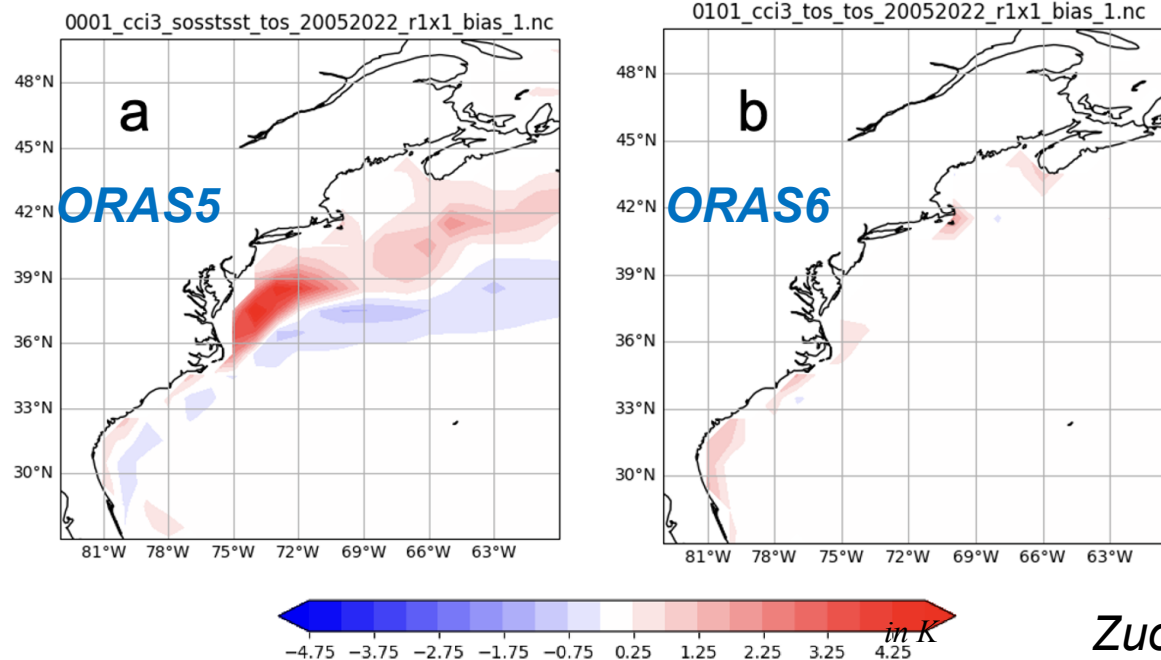 0001_cci3_sosstsst_tos_20052022_r1x1_bias_1.nc
a
ORAS5
48°N
45°N
42°N
39°N
36°N
33°N
30°N
81°W 78°W 75°W 72°W 69°W 66°W 63°W
0101_cci3_tos_tos_20052022_r1x1_bias_1.nc
b
ORAS6
48°N
45°N
42°N
39°N
36°N
33°N
30°N
81°W 78°W 75°W 72°W 69°W 66°W 63°W
in K
−4.75 −3.75 −2.75 −1.75 −0.75 0.25 1.25 2.25 3.25 4.25